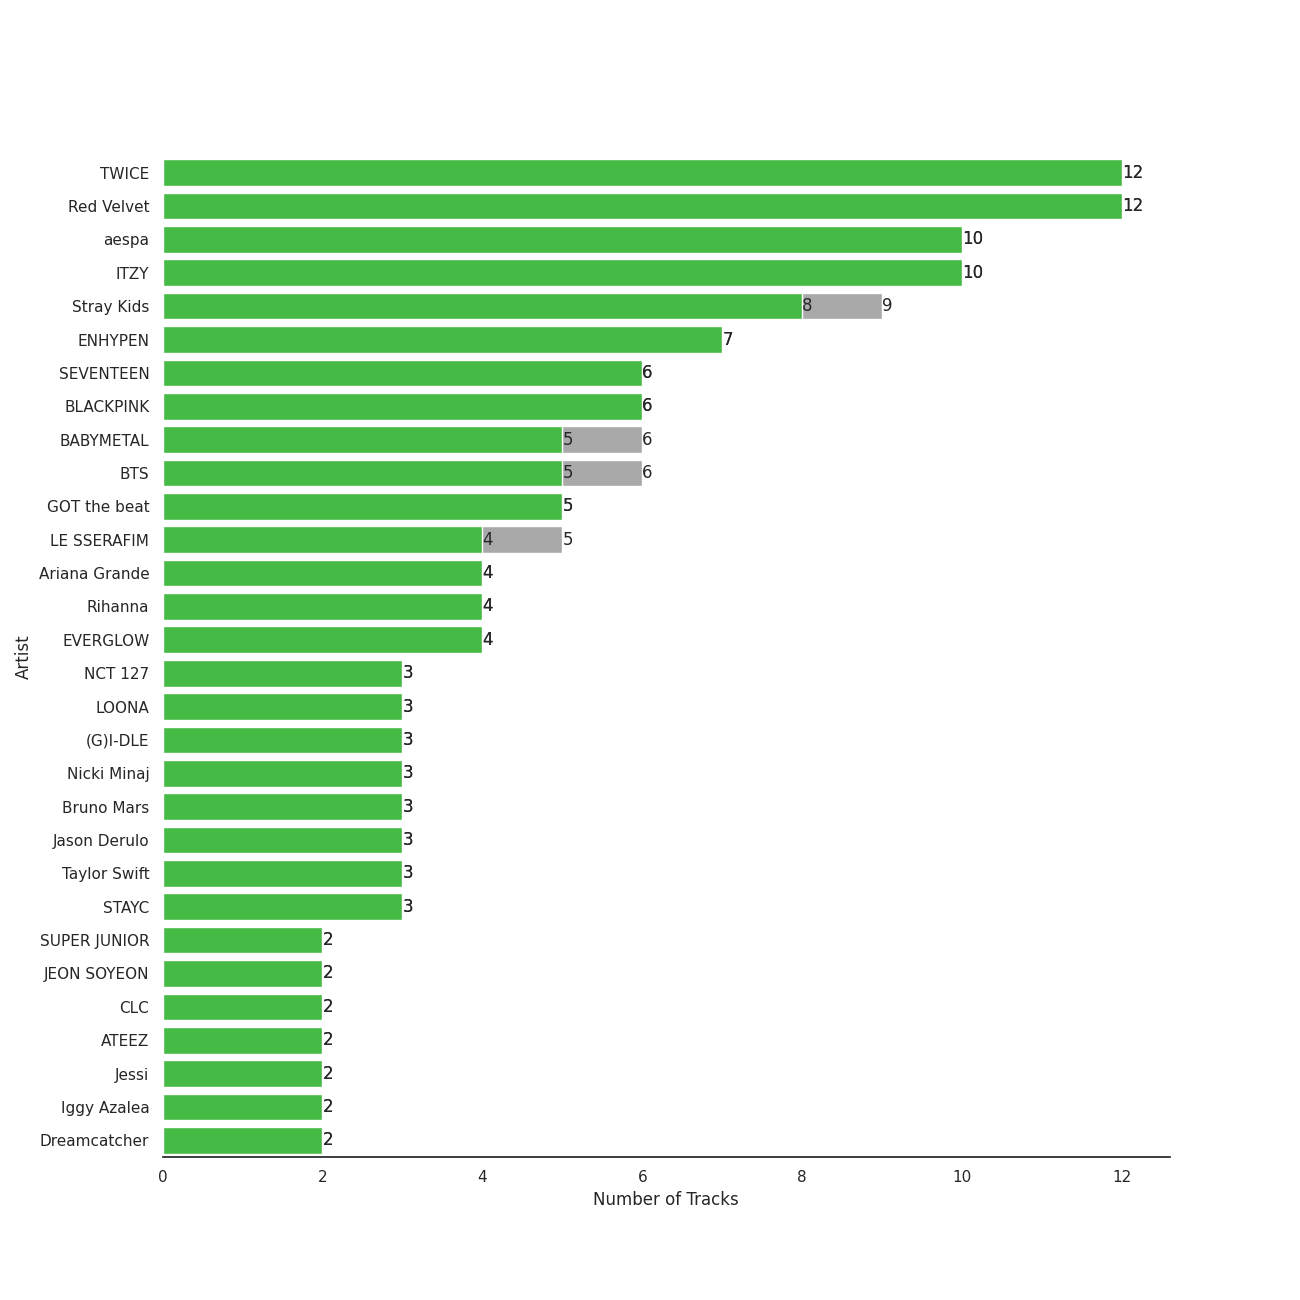 TWICE 12
Red Velvet 12
aespa 10
ITZY 10
Stray Kids 8 9
ENHYPEN 7
SEVENTEEN 6
BLACKPINK 6
BABYMETAL 5 6
BTS 5 6
GOT the beat 5
LE SSERAFIM 4 5
Ariana Grande 4
Rihanna 4
EVERGLOW 4
NCT 127 3
LOONA 3
(G)I-DLE 3
Nicki Minaj 3
Bruno Mars 3
Jason Derulo 3
Taylor Swift 3
STAYC 3
SUPER JUNIOR 2
JEON SOYEON 2
CLC 2
ATEEZ 2
Jessi 2
Iggy Azalea 2
Dreamcatcher 2
Artist
0 2 4 6 8 10 12
Number of Tracks